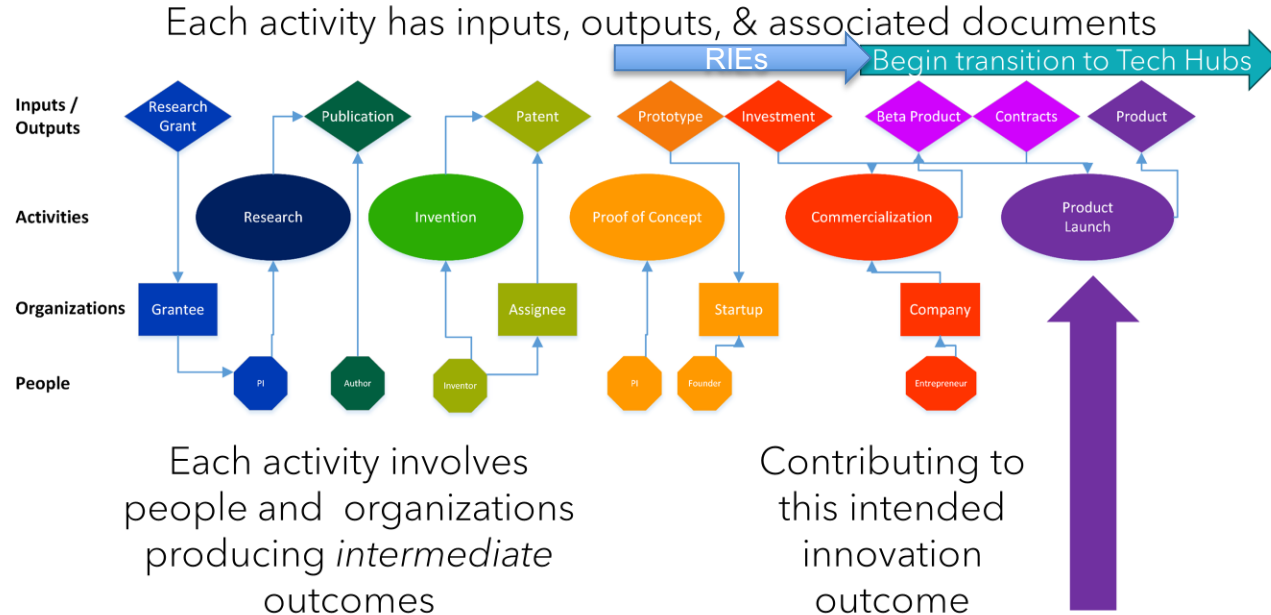 Each activity has inputs, outputs, & associated documents
RIEs
Begin transition to Tech Hubs
Inputs /
Outputs
Research
Grant
Publication
Patent
Prototype
Investment
Beta Product
Contracts
Product
Activities
Research
Invention
Proof of Concept
Commercialization
Product
Launch
Organizations
Grantee
Assignee
Startup
Company
People
PI
Author
Inventor
PI
Founder
Entrepreneur
Each activity involves
people and organizations
producing intermediate
outcomes
Contributing to
this intended
innovation
outcome